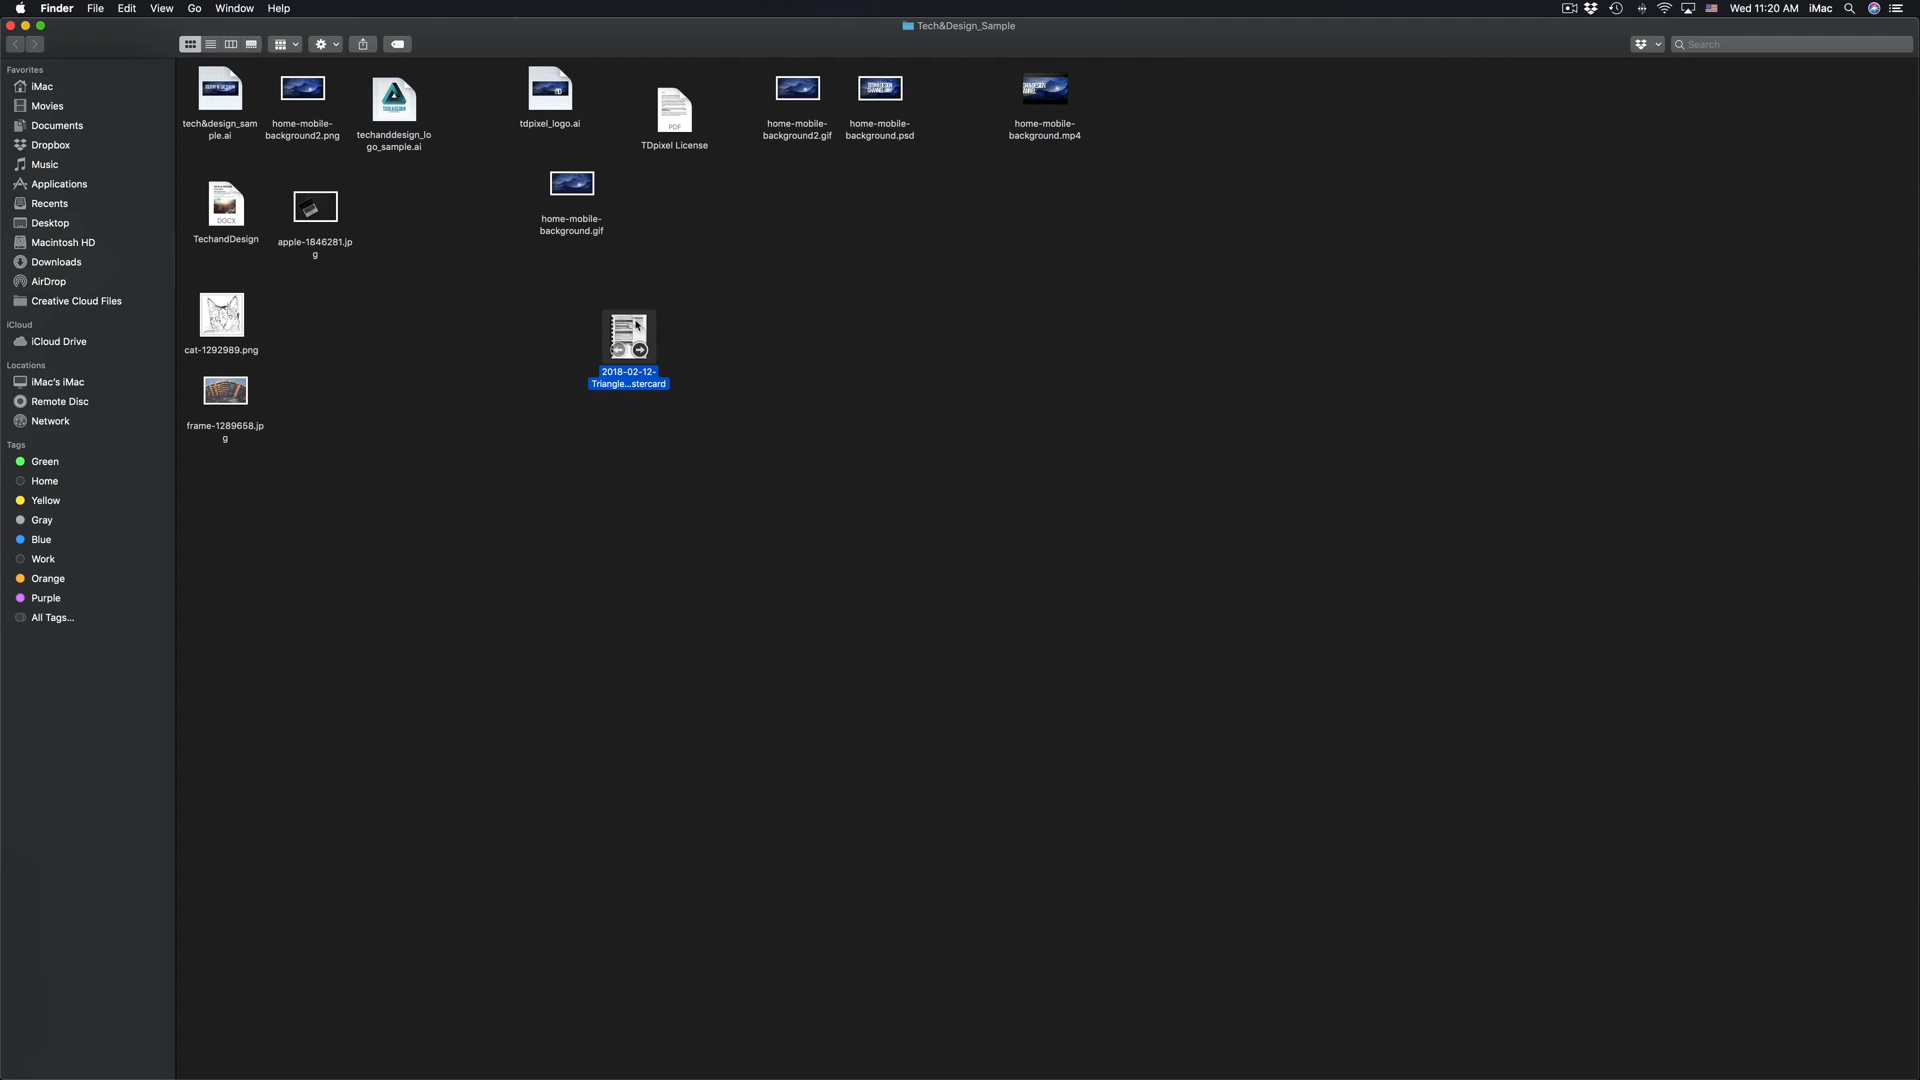 Finder File Edit View Go Window Help
Wed 11:20 AM iMac
Tech&Design_Sample
Search
Favorites
iMac
Movies
Documents
Dropbox
Music
Applications
Recents
Desktop
Macintosh HD
Downloads
AirDrop
Creative Cloud Files
iCloud
iCloud Drive
Locations
iMac's iMac
Remote Disc
Network
Tags
Green
Home
Yellow
Gray
Blue
Work
Orange
Purple
All Tags...
tech&design_sam
ple.ai
home-mobile-
background2.png
TECH & DESIGN
techanddesign_lo
go_sample.ai
tdpixel_logo.ai
PDF
TDpixel License
home-mobile-
background2.gif
home-mobile-
background.psd
home-mobile-
background.mp4
DOCX
TechandDesign
apple-1846281.jp
g
home-mobile-
background.gif
cat-1292989.png
2018-02-12-
Triangle...stercard
frame-1289658.jp
g